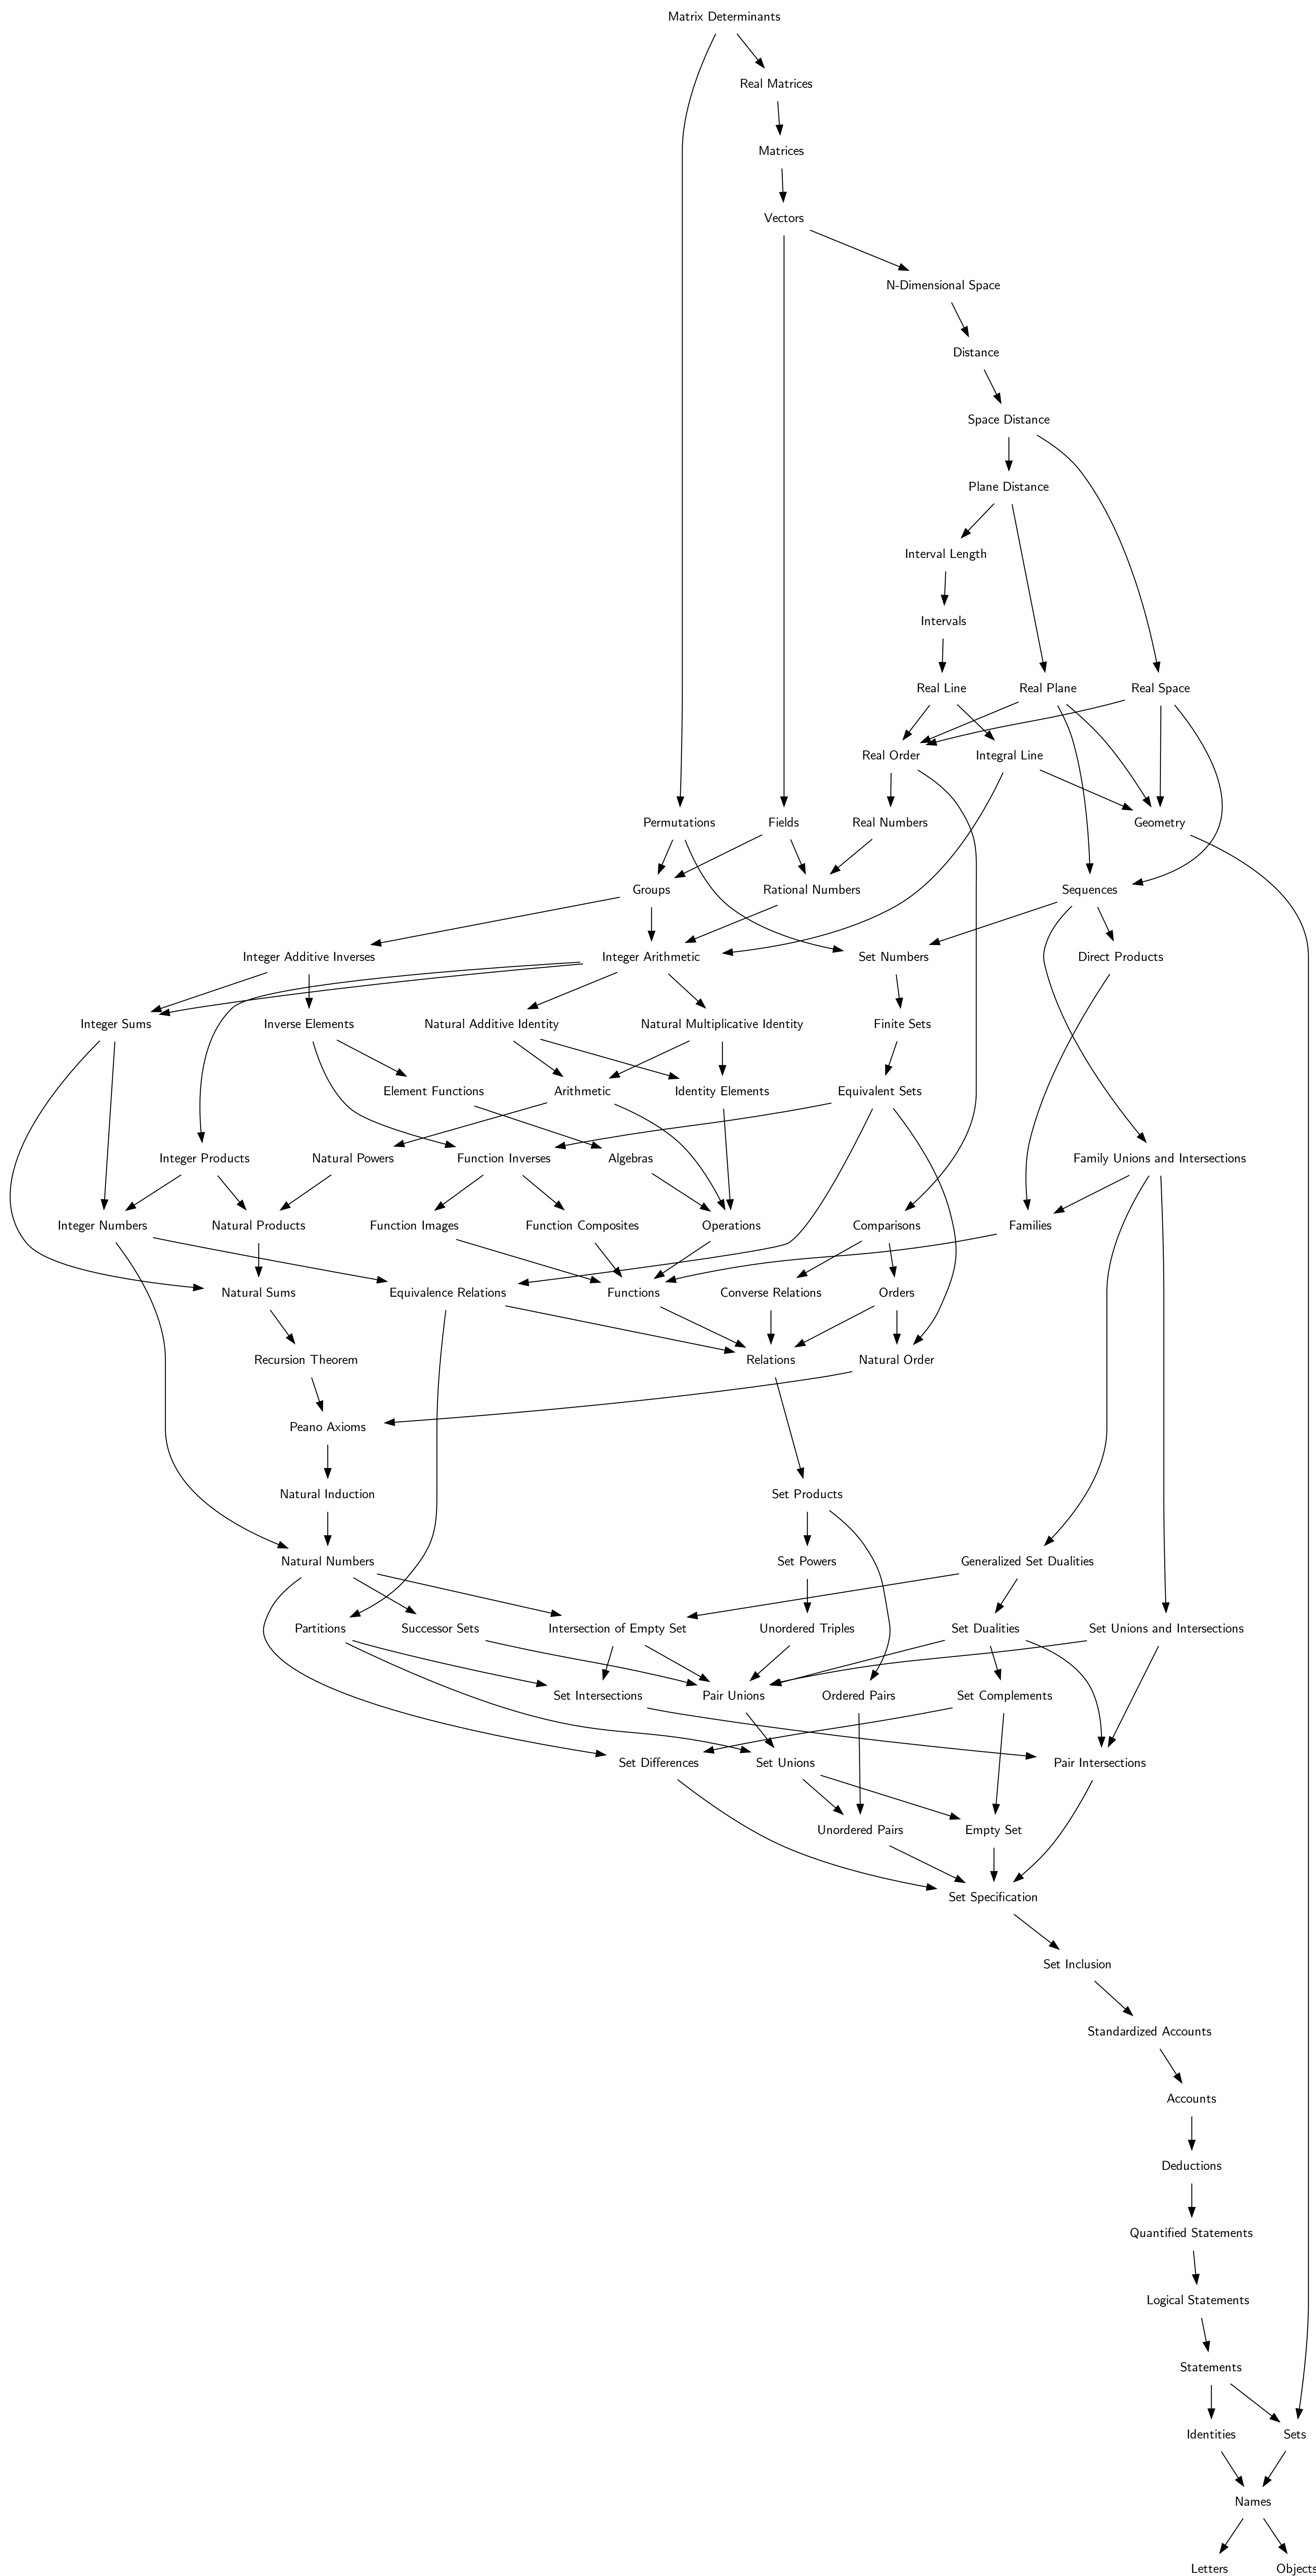 Matrix Determinants
Real Matrices
Matrices
Vectors
N-Dimensional Space
Distance
Space Distance
Plane Distance
Interval Length
Intervals
Real Line
Real Plane
Real Space
Real Order
Integral Line
Permutations
Fields
Real Numbers
Geometry
Groups
Rational Numbers
Sequences
Integer Additive Inverses
Integer Arithmetic
Set Numbers
Direct Products
Integer Sums
Inverse Elements
Natural Additive Identity
Natural Multiplicative Identity
Finite Sets
Element Functions
Arithmetic
Identity Elements
Equivalent Sets
Integer Products
Natural Powers
Function Inverses
Algebras
Family Unions and Intersections
Integer Numbers
Natural Products
Function Images
Function Composites
Operations
Comparisons
Families
Natural Sums
Equivalence Relations
Functions
Converse Relations
Orders
Recursion Theorem
Relations
Natural Order
Peano Axioms
Natural Induction
Set Products
Natural Numbers
Set Powers
Generalized Set Dualities
Partitions
Successor Sets
Intersection of Empty Set
Unordered Triples
Set Dualities
Set Unions and Intersections
Set Intersections
Pair Unions
Ordered Pairs
Set Complements
Set Differences
Set Unions
Pair Intersections
Unordered Pairs
Empty Set
Set Specification
Set Inclusion
Standardized Accounts
Accounts
Deductions
Quantified Statements
Logical Statements
Statements
Identities
Sets
Names
Letters
Objects